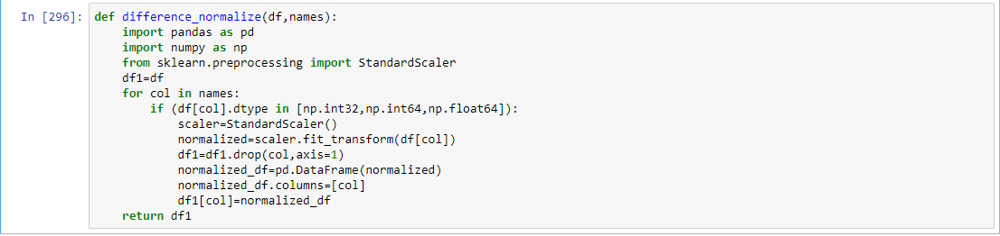 In [296]: def difference_normalize(df,names):
    import pandas as pd
    import numpy as np
    from sklearn.preprocessing import StandardScaler
    df1=df
    for col in names:
        if (df[col].dtype in [np.int32,np.int64,np.float64]):
            scaler=StandardScaler()
            normalized=scaler.fit_transform(df[col])
            df1=df1.drop(col,axis=1)
            normalized_df=pd.DataFrame(normalized)
            normalized_df.columns=[col]
            df1[col]=normalized_df
    return df1